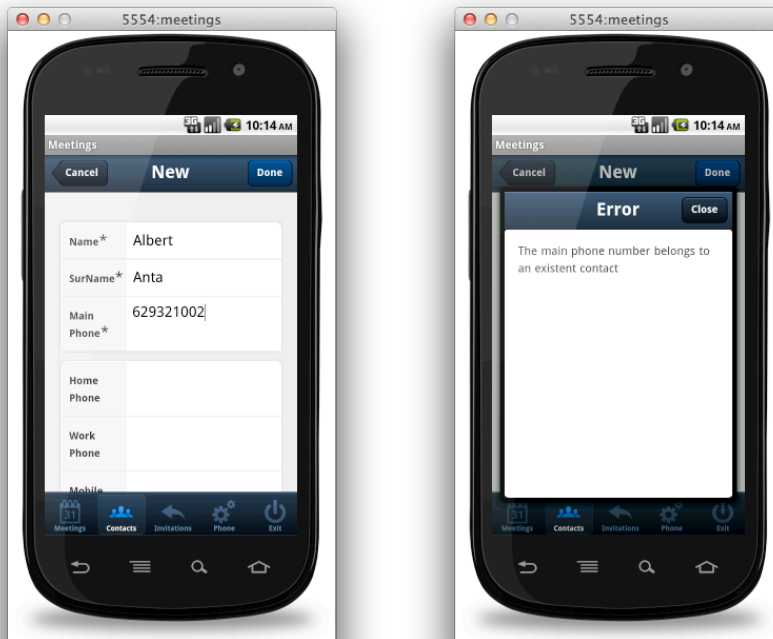 5554:meetings
3G 10:14 AM
Meetings
Cancel New Done
Name* Albert
SurName* Anta
Main Phone* 629321002
Home Phone
Work Phone
Mobile
31
Meetings Contacts Invitations Phone Exit
5554:meetings
3G 10:14 AM
Meetings
Cancel New Done
Error Close
The main phone number belongs to
an existent contact
31
Meetings Contacts Invitations Phone Exit